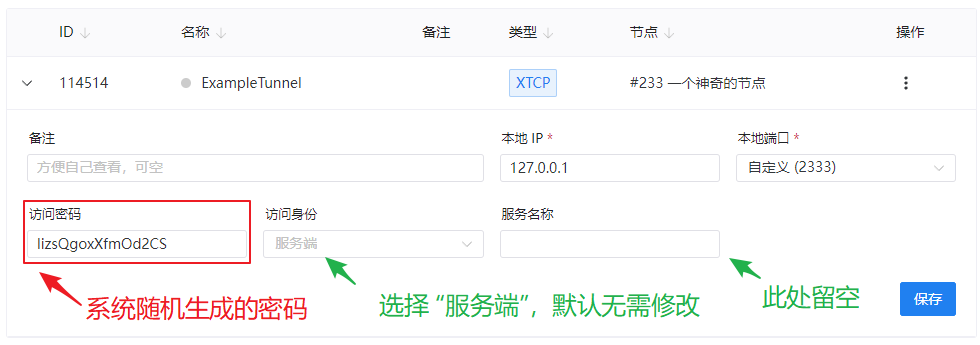 ID 名称 备注 类型 节点 操作
114514 ExampleTunnel XTCP #233 一个神奇的节点
备注 本地 IP * 本地端口 *
方便自己查看，可空 127.0.0.1 自定义 (2333)
访问密码 访问身份 服务名称
IizsQgoxXfmOd2CS 服务端
系统随机生成的密码 选择 “服务端”，默认无需修改 此处留空
保存